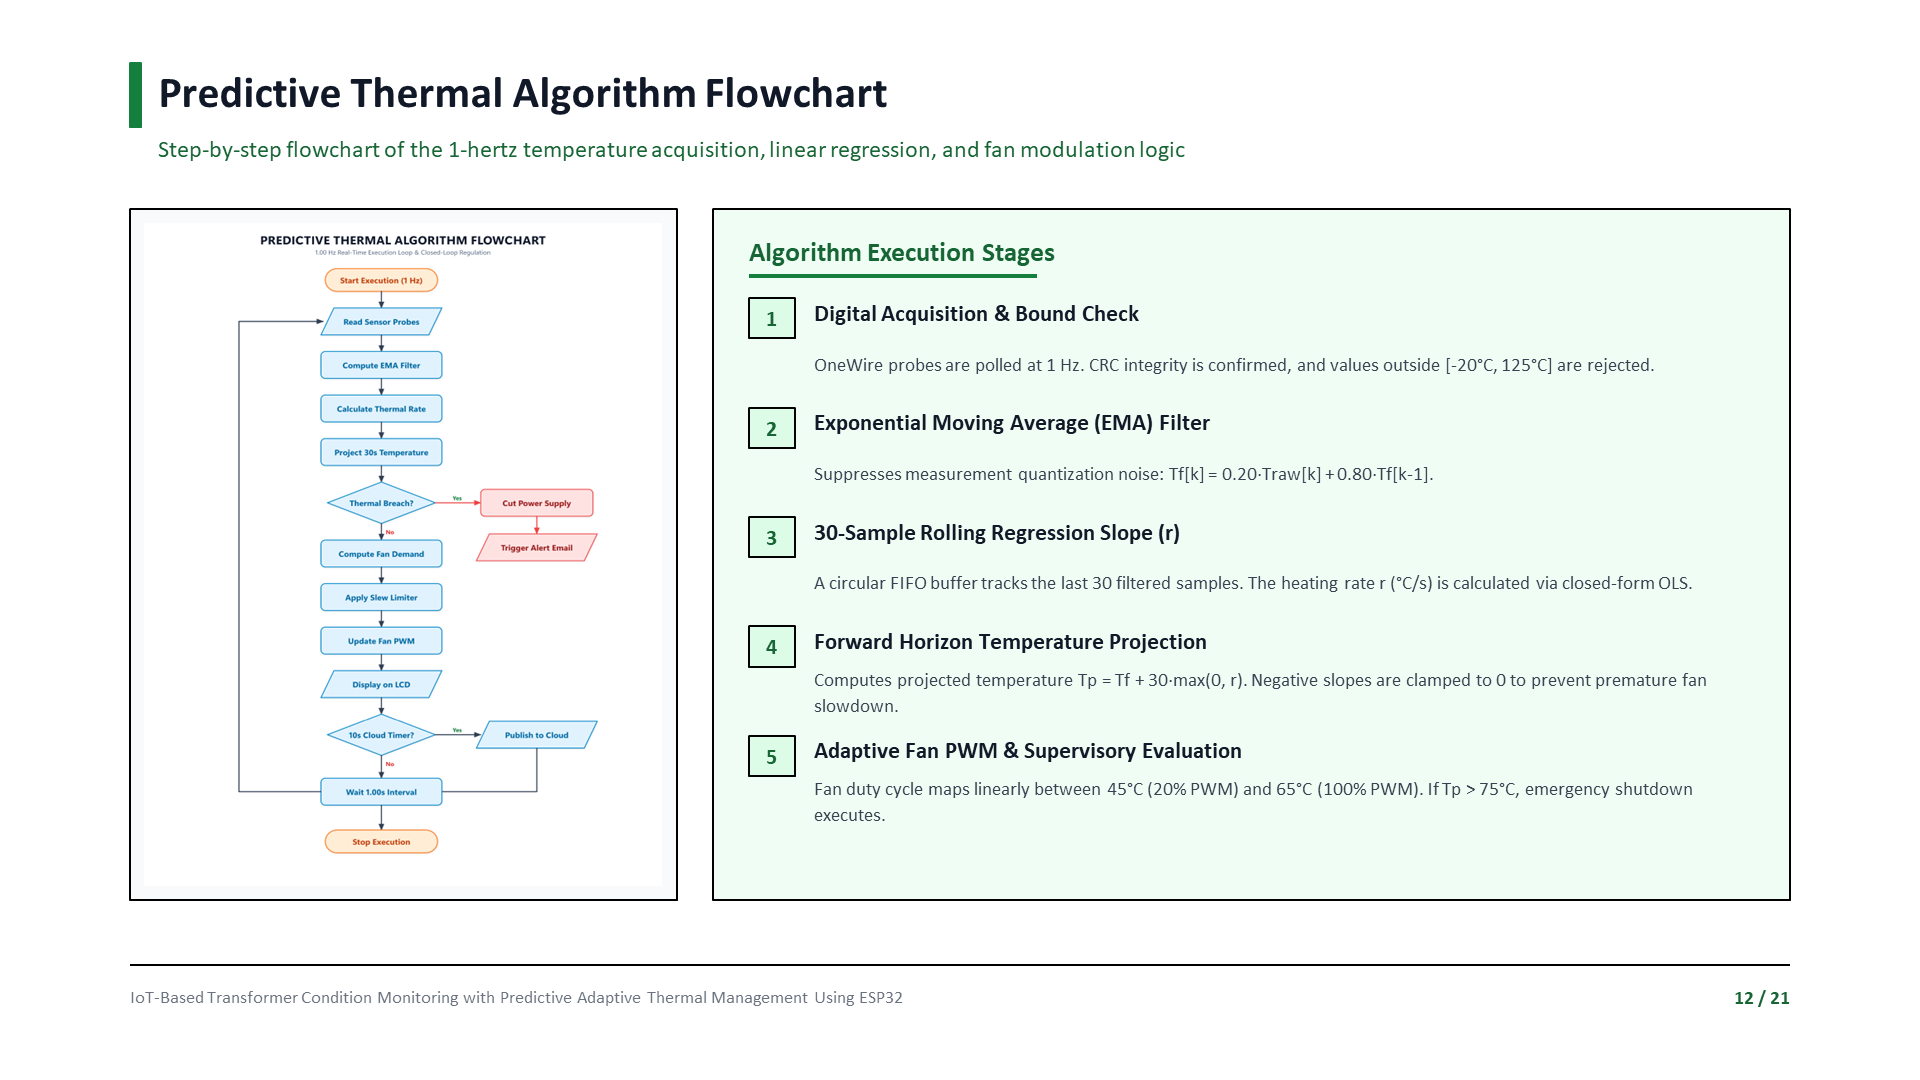 Predictive Thermal Algorithm Flowchart
Step-by-step flowchart of the 1-hertz temperature acquisition, linear regression, and fan modulation logic
PREDICTIVE THERMAL ALGORITHM FLOWCHART
1.00 Hz Real-Time Execution Loop & Closed-Loop Regulation
Start Execution (1 Hz)
Read Sensor Probes
Compute EMA Filter
Calculate Thermal Rate
Project 30s Temperature
Thermal Breach?
Yes
Cut Power Supply
No
Trigger Alert Email
Compute Fan Demand
Apply Slew Limiter
Update Fan PWM
Display on LCD
10s Cloud Timer?
Yes
Publish to Cloud
No
Wait 1.00s Interval
Stop Execution
Algorithm Execution Stages
1
Digital Acquisition & Bound Check
OneWire probes are polled at 1 Hz. CRC integrity is confirmed, and values outside [-20°C, 125°C] are rejected.
2
Exponential Moving Average (EMA) Filter
Suppresses measurement quantization noise: Tf[k] = 0.20·Traw[k] + 0.80·Tf[k-1].
3
30-Sample Rolling Regression Slope (r)
A circular FIFO buffer tracks the last 30 filtered samples. The heating rate r (°C/s) is calculated via closed-form OLS.
4
Forward Horizon Temperature Projection
Computes projected temperature Tp = Tf + 30·max(0, r). Negative slopes are clamped to 0 to prevent premature fan
slowdown.
5
Adaptive Fan PWM & Supervisory Evaluation
Fan duty cycle maps linearly between 45°C (20% PWM) and 65°C (100% PWM). If Tp > 75°C, emergency shutdown
executes.
IoT-Based Transformer Condition Monitoring with Predictive Adaptive Thermal Management Using ESP32
12 / 21